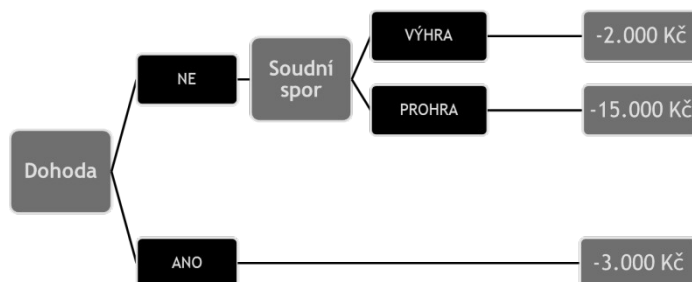 VÝHRA
-2.000 Kč
NE
Soudní
spor
PROHRA
-15.000 Kč
Dohoda
ANO
-3.000 Kč